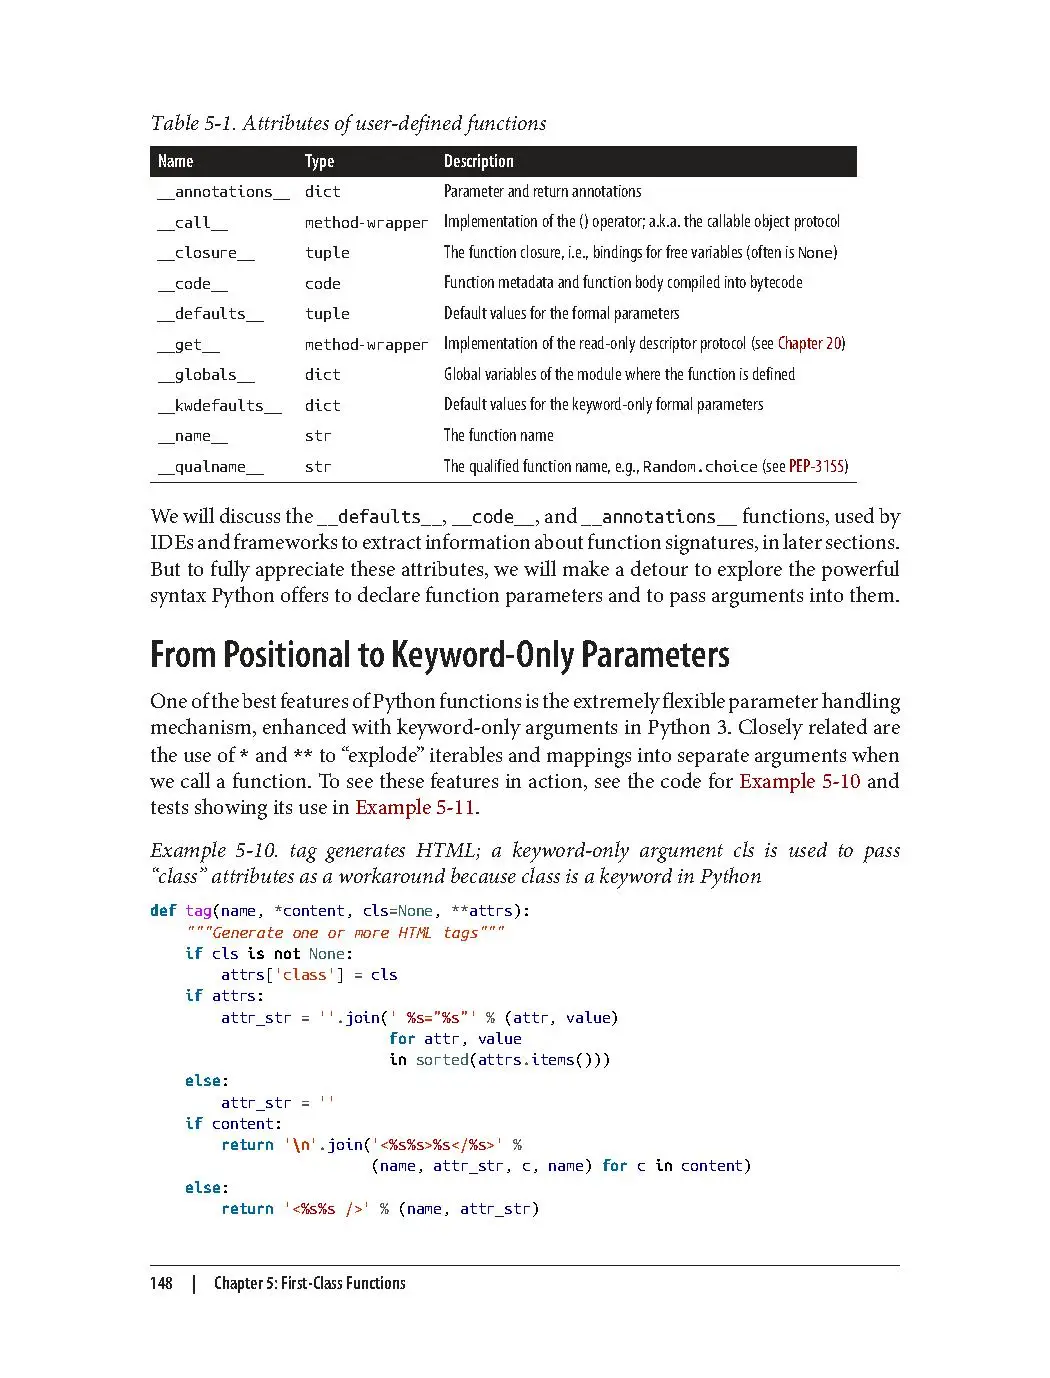 Table 5-1. Attributes of user-defined functions
Name Type Description
__annotations__ dict Parameter and return annotations
__call__ method-wrapper Implementation of the () operator; a.k.a. the callable object protocol
__closure__ tuple The function closure, i.e., bindings for free variables (often is None)
__code__ code Function metadata and function body compiled into bytecode
__defaults__ tuple Default values for the formal parameters
__get__ method-wrapper Implementation of the read-only descriptor protocol (see Chapter 20)
__globals__ dict Global variables of the module where the function is defined
__kwdefaults__ dict Default values for the keyword-only formal parameters
__name__ str The function name
__qualname__ str The qualified function name, e.g., Random.choice (see PEP-3155)
We will discuss the __defaults__, __code__, and __annotations__ functions, used by
IDEs and frameworks to extract information about function signatures, in later sections.
But to fully appreciate these attributes, we will make a detour to explore the powerful
syntax Python offers to declare function parameters and to pass arguments into them.
From Positional to Keyword-Only Parameters
One of the best features of Python functions is the extremely flexible parameter handling
mechanism, enhanced with keyword-only arguments in Python 3. Closely related are
the use of * and ** to “explode” iterables and mappings into separate arguments when
we call a function. To see these features in action, see the code for Example 5-10 and
tests showing its use in Example 5-11.
Example 5-10. tag generates HTML; a keyword-only argument cls is used to pass
“class” attributes as a workaround because class is a keyword in Python
def tag(name, *content, cls=None, **attrs):
    """Generate one or more HTML tags"""
    if cls is not None:
        attrs['class'] = cls
    if attrs:
        attr_str = ''.join(' %s="%s"' % (attr, value)
                           for attr, value
                           in sorted(attrs.items()))
    else:
        attr_str = ''
    if content:
        return '\n'.join('<%s%s>%s</%s>' %
                         (name, attr_str, c, name) for c in content)
    else:
        return '<%s%s />' % (name, attr_str)
148 | Chapter 5: First-Class Functions